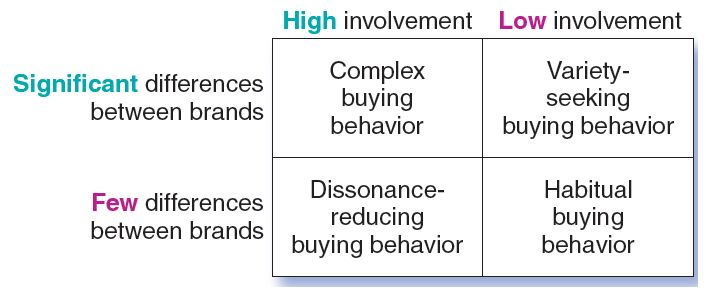 High involvement
Low involvement
Significant differences
between brands
Complex
buying
behavior
Variety-
seeking
buying behavior
Few differences
between brands
Dissonance-
reducing
buying behavior
Habitual
buying
behavior